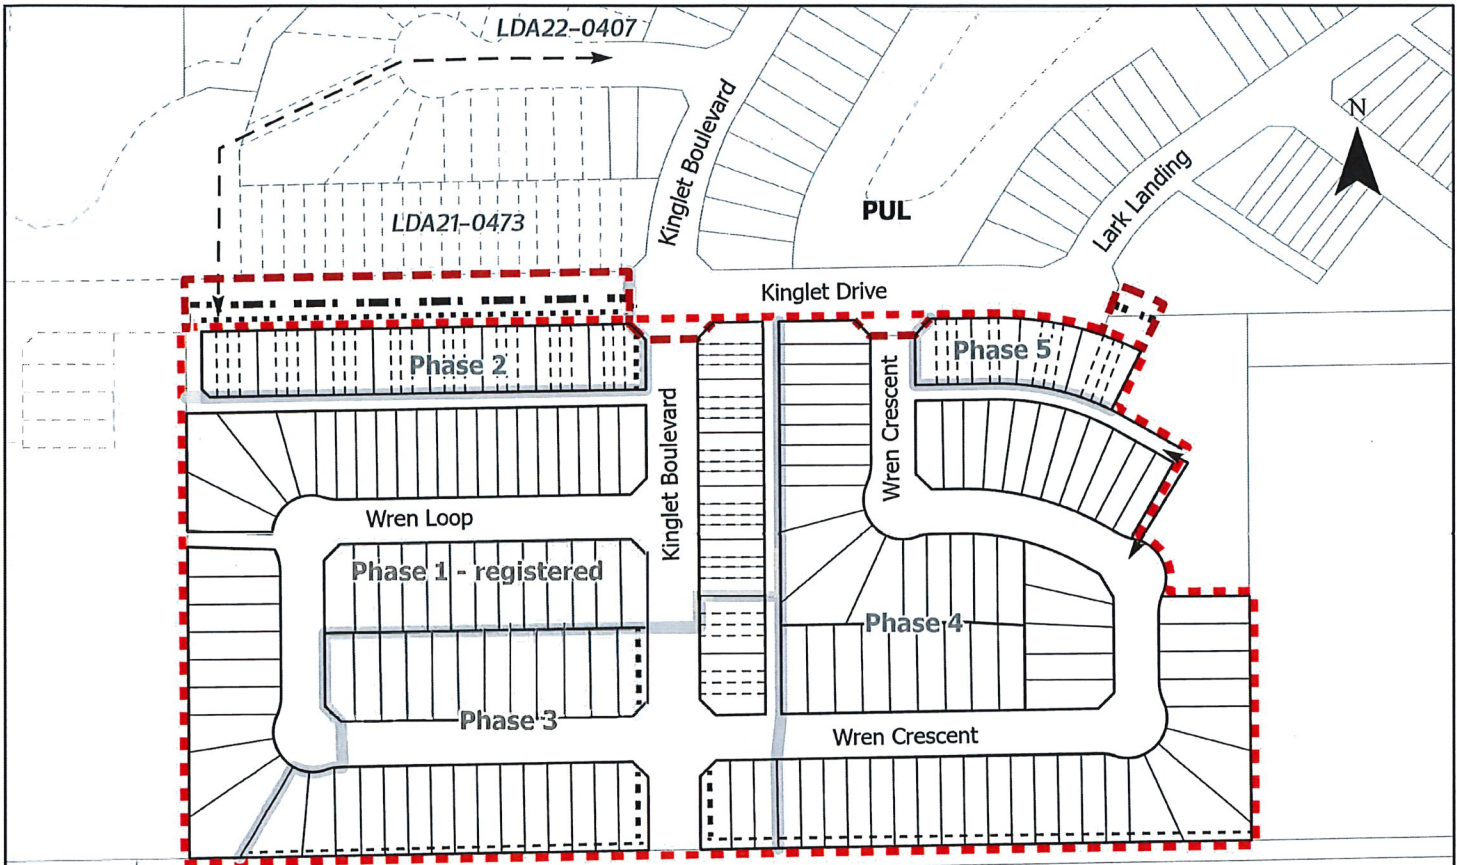 LDA22-0407
Kinglet Boulevard
N
Lark Landing
PUL
LDA21-0473
Kinglet Drive
Phase 2
Phase 5
Kinglet Boulevard
Wren Crescent
Wren Loop
Phase 1 - registered
Phase 4
Phase 3
Wren Crescent